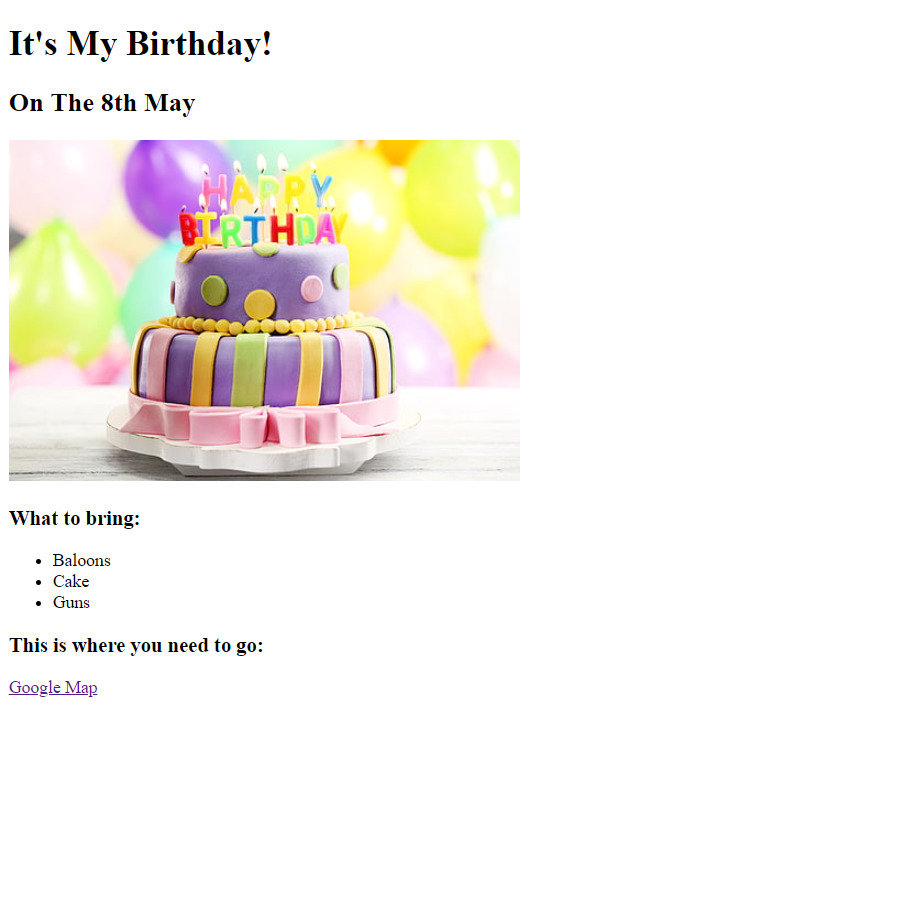 It's My Birthday!
On The 8th May
HAPPY
BIRTHDAY
What to bring:
Baloons
Cake
Guns
This is where you need to go:
Google Map